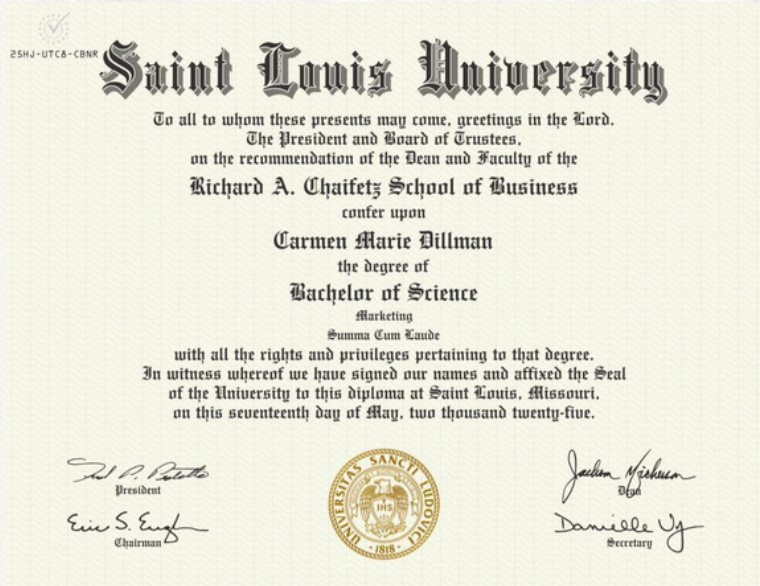 25HJ-UTC8-CBNR
Saint Louis University
To all to whom these presents may come, greetings in the Lord.
The President and Board of Trustees,
on the recommendation of the Dean and Faculty of the
Richard A. Chaifetz School of Business
confer upon
Carmen Marie Dillman
the degree of
Bachelor of Science
Marketing
Summa Cum Laude
with all the rights and privileges pertaining to that degree.
In witness whereof we have signed our names and affixed the Seal
of the University to this diploma at Saint Louis, Missouri,
on this seventeenth day of May, two thousand twenty-five.
President
Dean
Eric S.
Danielle
Chairman
Secretary
UNIVERSITAS SANCTI LUDOVICI
IHS
· 1818 ·